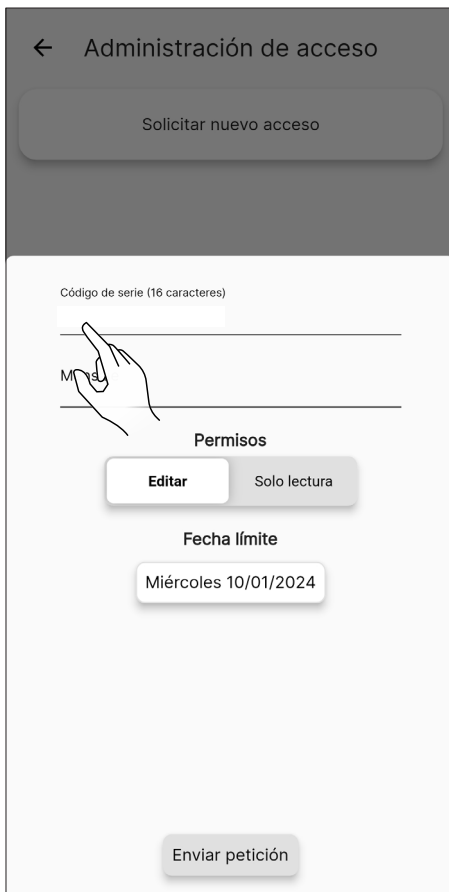 Administración de acceso
Solicitar nuevo acceso
Código de serie (16 caracteres)
Permisos
Editar
Solo lectura
Fecha límite
Miércoles 10/01/2024
Enviar petición